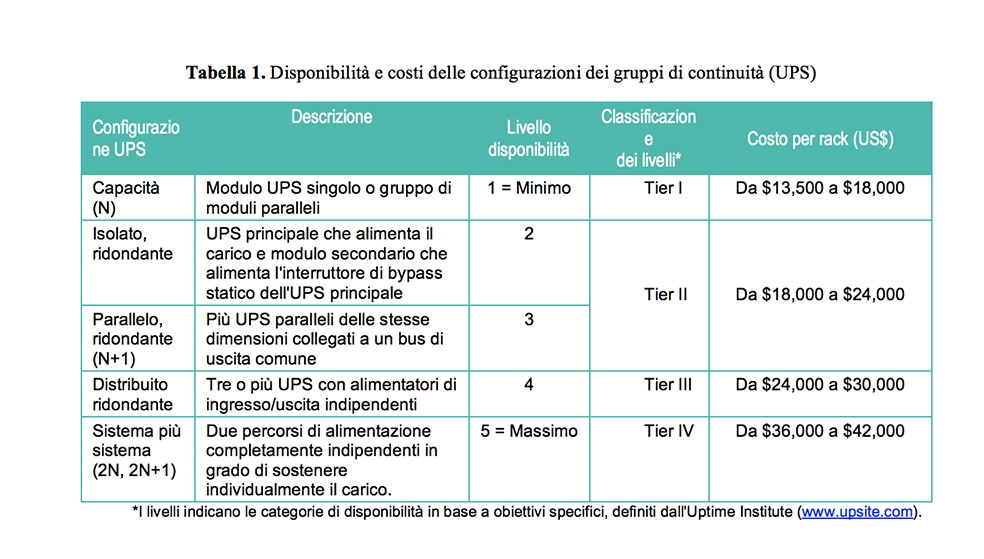 Tabella 1. Disponibilità e costi delle configurazioni dei gruppi di continuità (UPS)
Configurazio
ne UPS
Descrizione
Livello
disponibilità
Classificazion
e
dei livelli*
Costo per rack (US$)
Capacità
(N)
Modulo UPS singolo o gruppo di
moduli paralleli
1 = Minimo
Tier I
Da $13,500 a $18,000
Isolato,
ridondante
UPS principale che alimenta il
carico e modulo secondario che
alimenta l'interruttore di bypass
statico dell'UPS principale
2
Tier II
Da $18,000 a $24,000
Parallelo,
ridondante
(N+1)
Più UPS paralleli delle stesse
dimensioni collegati a un bus di
uscita comune
3
Distribuito
ridondante
Tre o più UPS con alimentatori di
ingresso/uscita indipendenti
4
Tier III
Da $24,000 a $30,000
Sistema più
sistema
(2N, 2N+1)
Due percorsi di alimentazione
completamente indipendenti in
grado di sostenere
individualmente il carico.
5 = Massimo
Tier IV
Da $36,000 a $42,000
*I livelli indicano le categorie di disponibilità in base a obiettivi specifici, definiti dall'Uptime Institute (www.upsite.com).